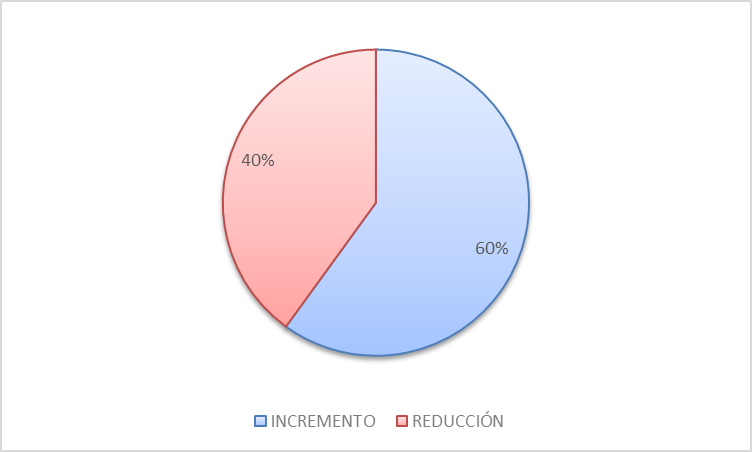 40%
60%
INCREMENTO
REDUCCIÓN